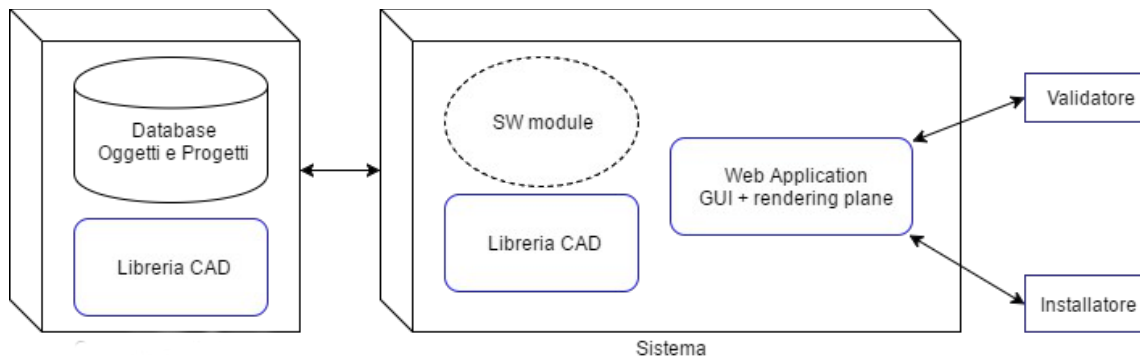 Database
Oggetti e Progetti
Libreria CAD
SW module
Libreria CAD
Web Application
GUI + rendering plane
Validatore
Installatore
Sistema